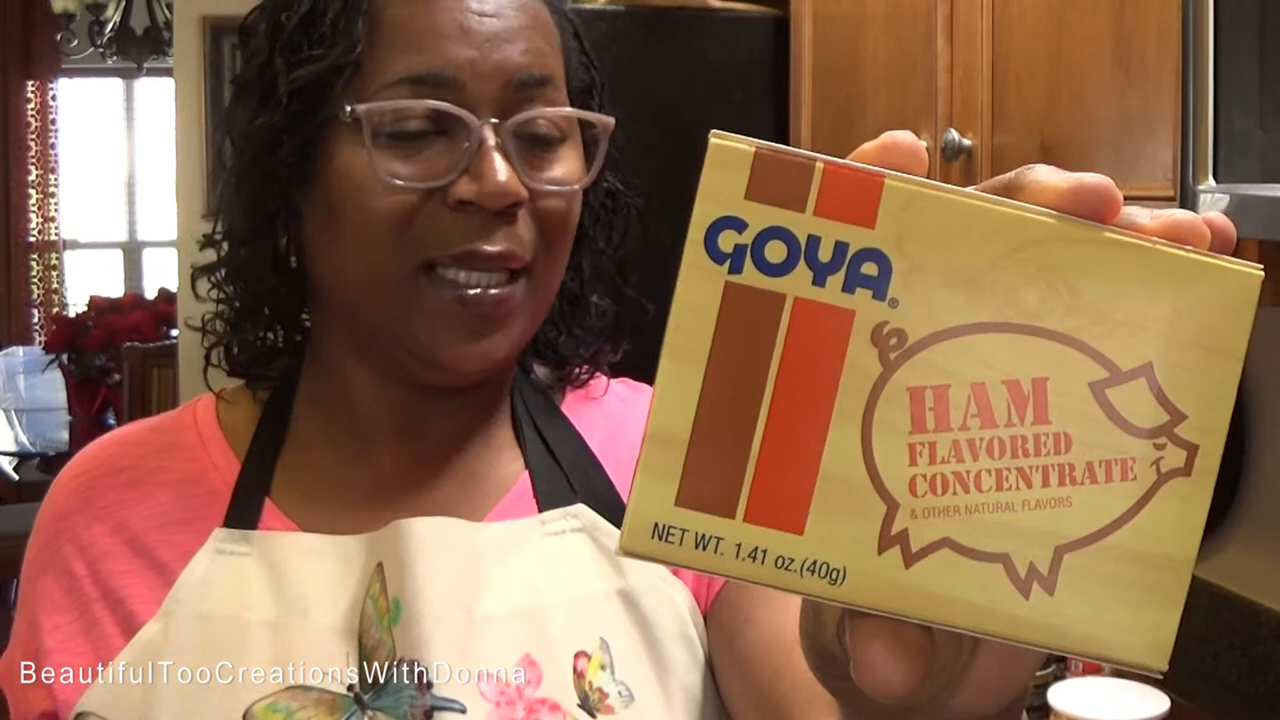 GOYA®
HAM
FLAVORED
CONCENTRATE
& OTHER NATURAL FLAVORS
NET WT. 1.41 oz.(40g)
BeautifulTooCreationsWithDonna